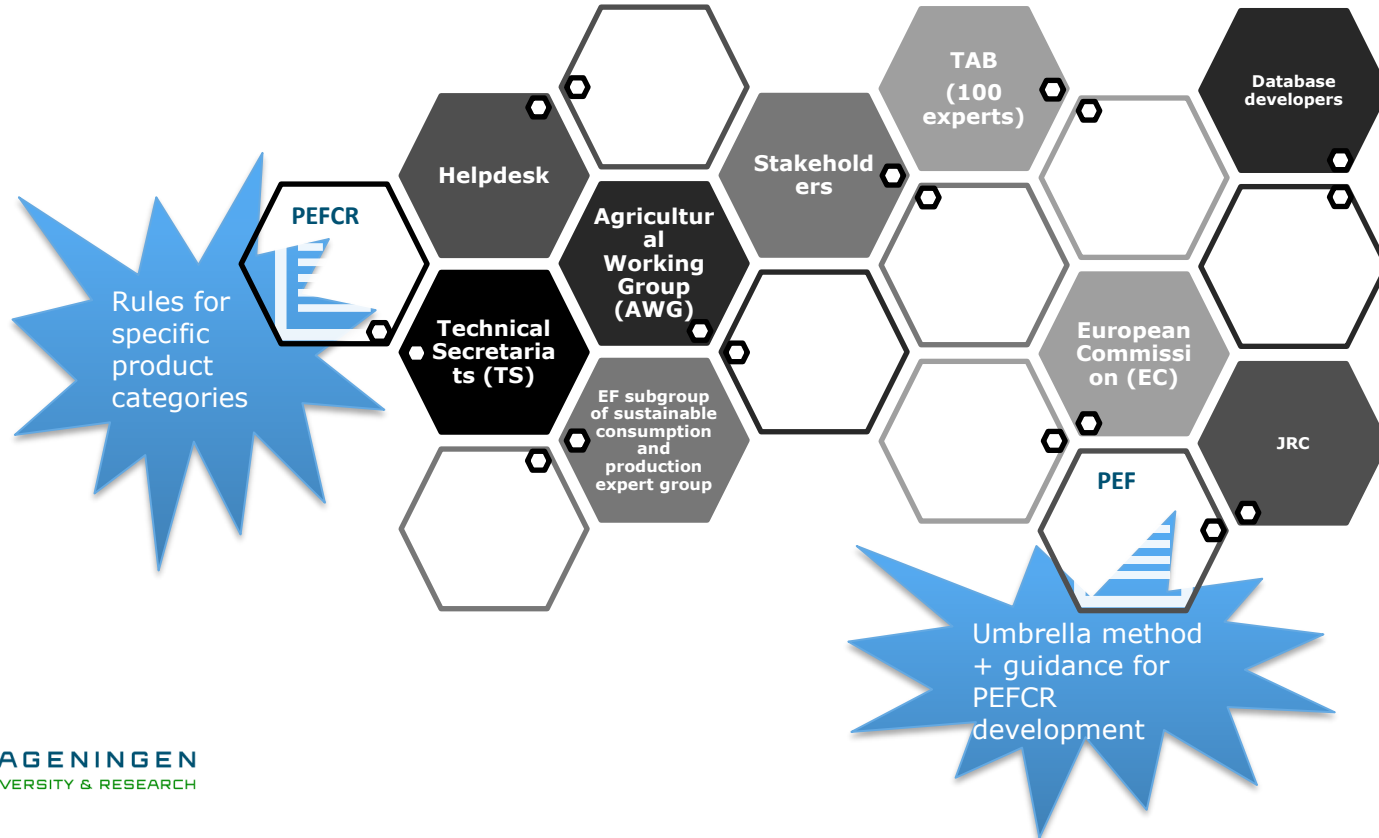 TAB
(100
experts)
Database
developers
Helpdesk
Stakehold
ers
PEFCR
Agricultur
al
Working
Group
(AWG)
Rules for
specific
product
categories
Technical
Secretaria
ts (TS)
European
Commissi
on (EC)
EF subgroup
of sustainable
consumption
and
production
expert group
JRC
PEF
Umbrella method
+ guidance for
PEFCR
development
AGENINGEN
VERSITY & RESEARCH